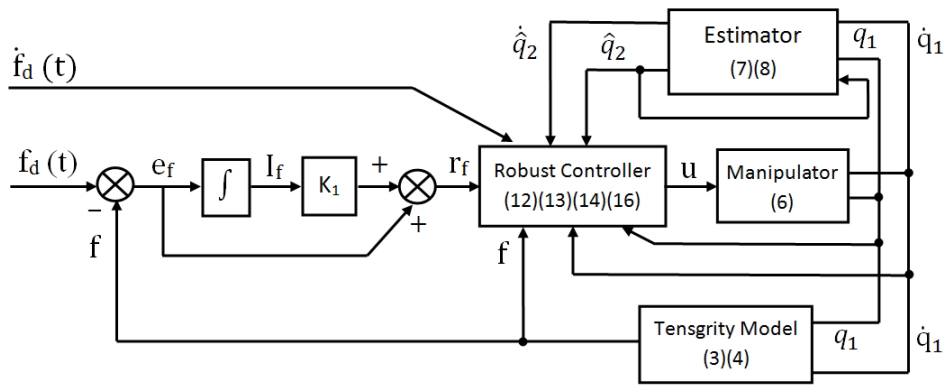 Estimator
(7)(8)
q̇̂₂
q̂₂
q₁
q̇₁
ḟd (t)
fd (t)
ef
∫
If
K₁
+
rf
Robust Controller
(12)(13)(14)(16)
u
Manipulator
(6)
−
+
f
f
Tensgrity Model
(3)(4)
q₁
q̇₁